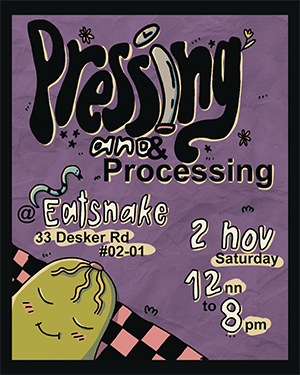 Pressing
and &
Processing
@ Eatsnake
33 Desker Rd
#02-01
2 nov
Saturday
12nn
to
8pm